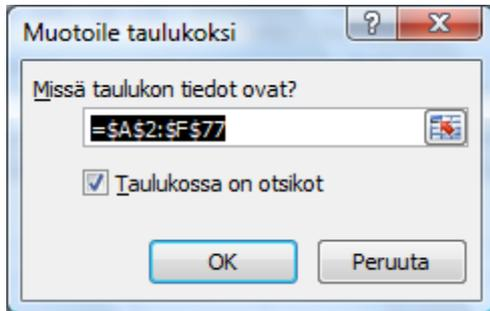 Muotoile taulukoksi
Missä taulukon tiedot ovat?
=$A$2:$F$77
Taulukossa on otsikot
OK Peruuta